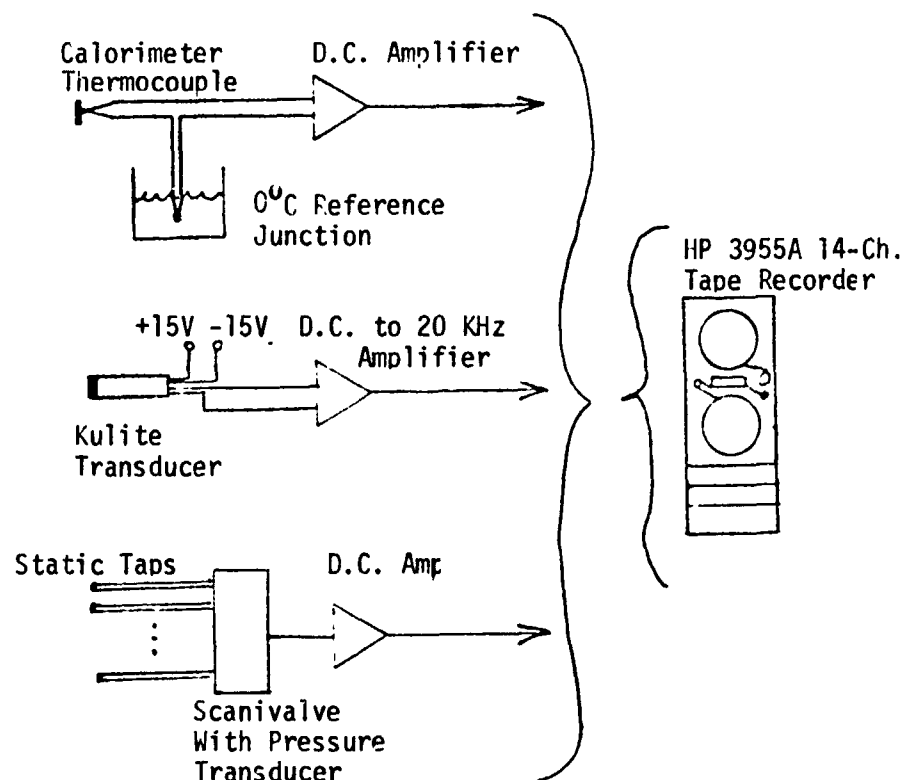 Calorimeter
Thermocouple
D.C. Amplifier
0°C Reference
Junction
HP 3955A 14-Ch.
Tape Recorder
+15V -15V
D.C. to 20 KHz
Amplifier
Kulite
Transducer
Static Taps
D.C. Amp
Scanivalve
With Pressure
Transducer